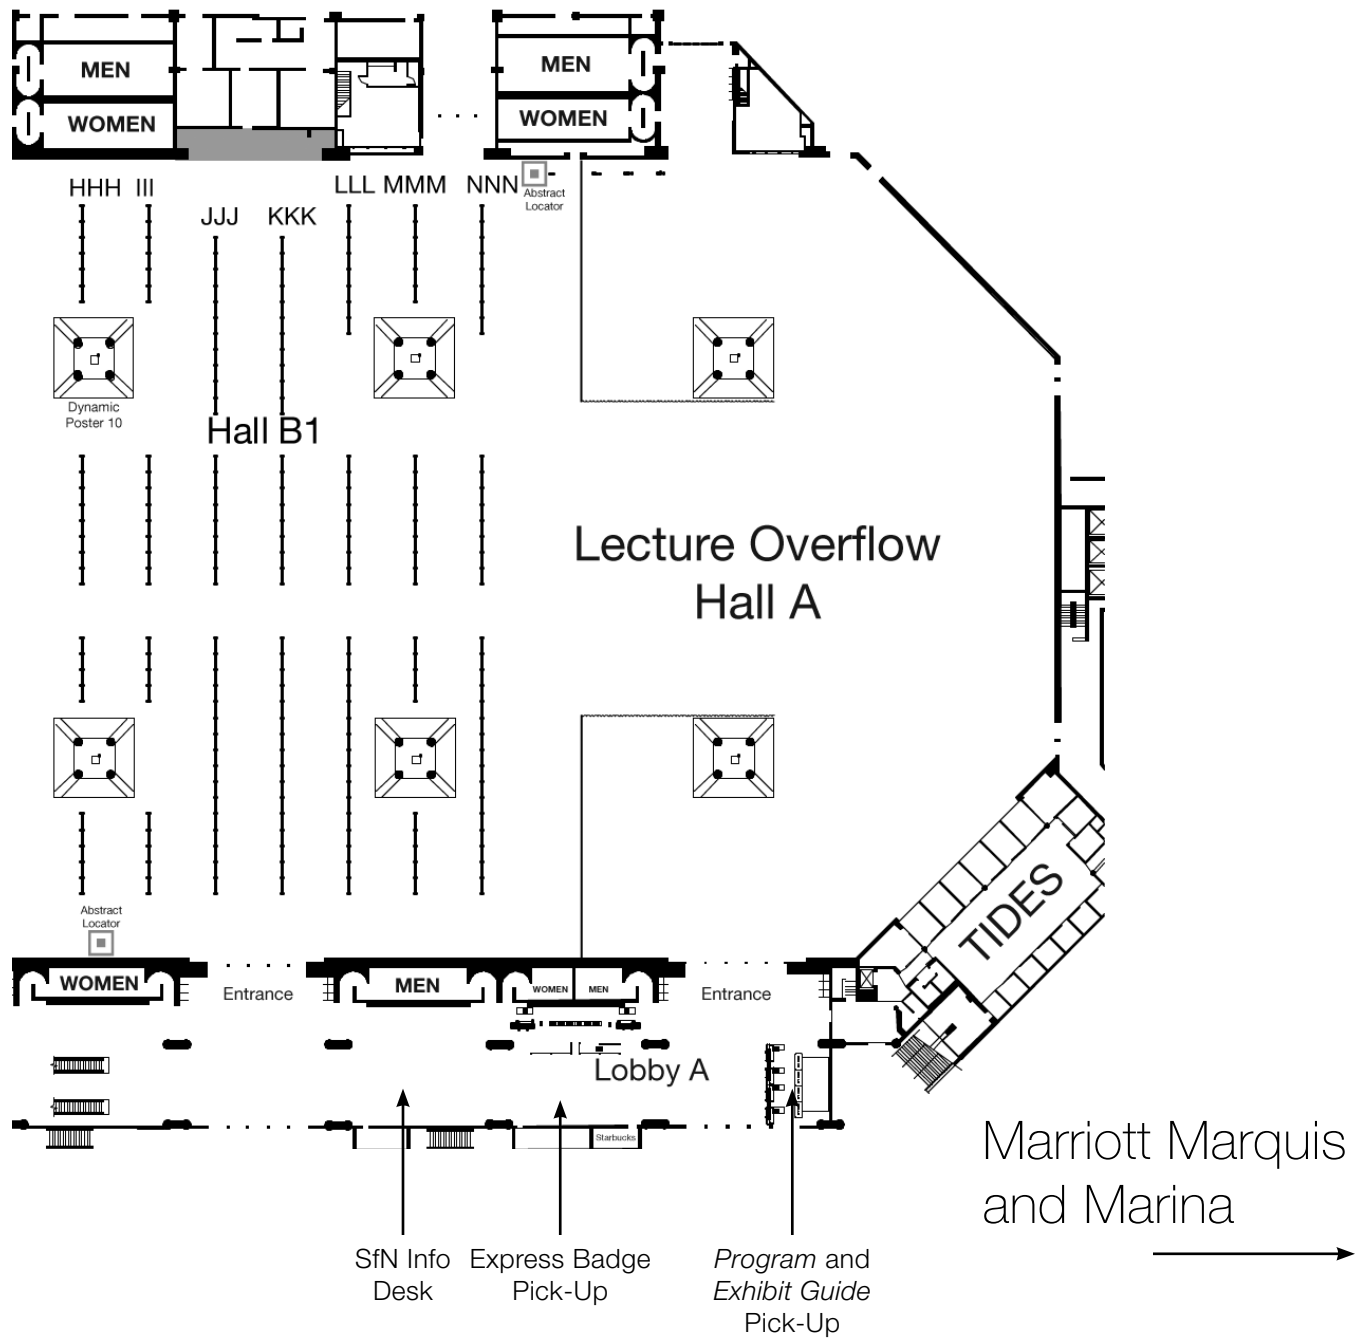 MEN
MEN
WOMEN
WOMEN
HHH III
LLL MMM NNN
Abstract
Locator
JJJ KKK
Dynamic
Poster 10
Hall B1
Lecture Overflow
Hall A
TIDES
Abstract
Locator
WOMEN
Entrance
MEN
WOMEN
MEN
Entrance
Lobby A
Starbucks
Marriott Marquis
and Marina
SfN Info
Desk
Express Badge
Pick-Up
Program and
Exhibit Guide
Pick-Up